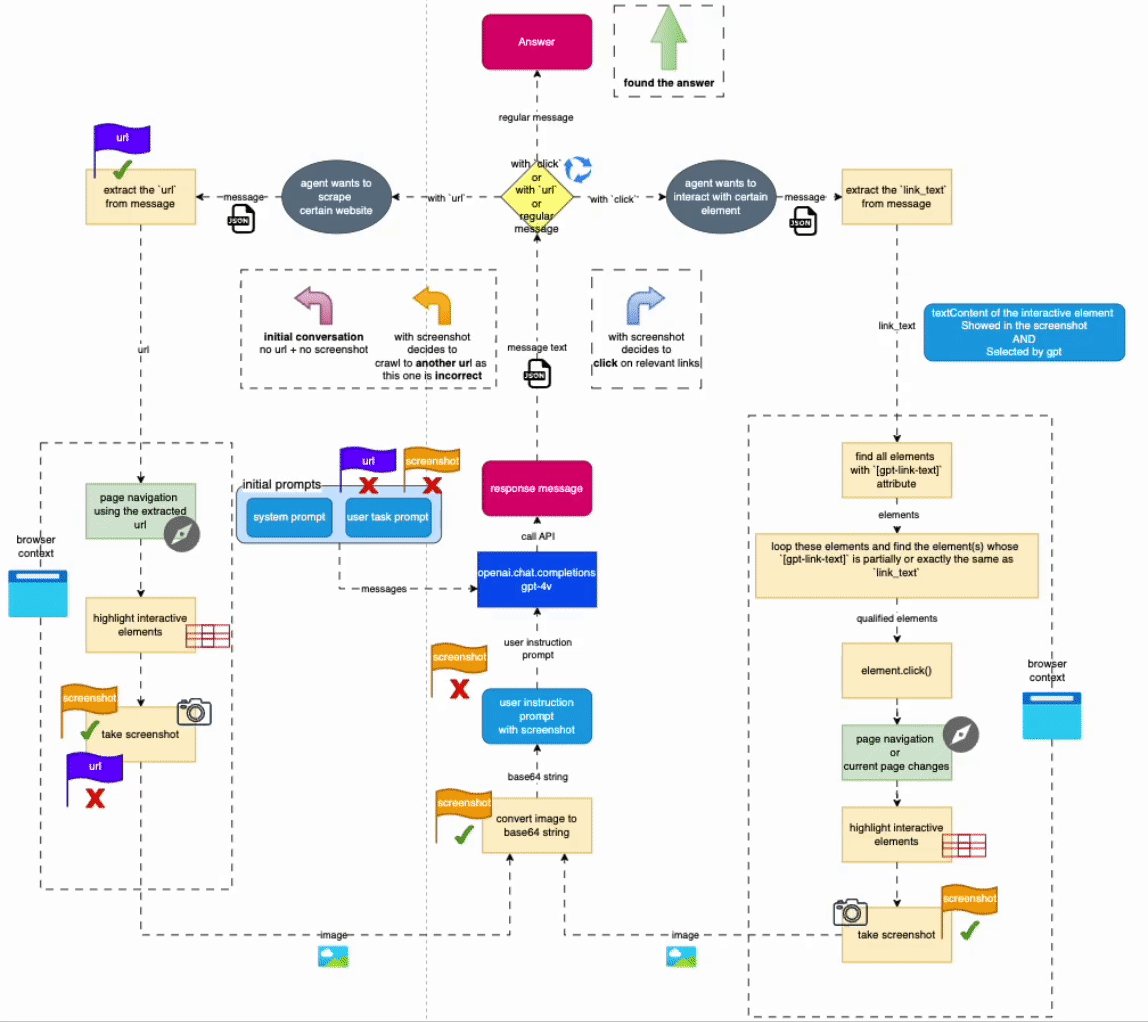 Answer
found the answer
regular message
url
extract the `url`
from message
message
JSON
agent wants to
scrape
certain website
with `url`
with `click`
or
with `url`
or
regular
message
with `click`
agent wants to
interact with certain
element
message
JSON
extract the `link_text`
from message
initial conversation
no url + no screenshot
with screenshot
decides to
crawl to another url as
this one is incorrect
with screenshot
decides to
click on relevant links
message text
JSON
url
link_text
textContent of the interactive element
Showed in the screenshot
AND
Selected by gpt
browser
context
page navigation
using the extracted
url
highlight interactive
elements
screenshot
take screenshot
url
initial prompts
url
screenshot
system prompt
user task prompt
messages
response message
call API
openai.chat.completions
gpt-4v
user instruction
prompt
screenshot
user instruction
prompt
with screenshot
base64 string
screenshot
convert image to
base64 string
image
image
find all elements
with `[gpt-link-text]
attribute
elements
loop these elements and find the element(s) whose
`[gpt-link-text]` is partially or exactly the same as
`link_text`
qualified elements
element.click()
browser
context
page navigation
or
current page changes
highlight interactive
elements
screenshot
take screenshot